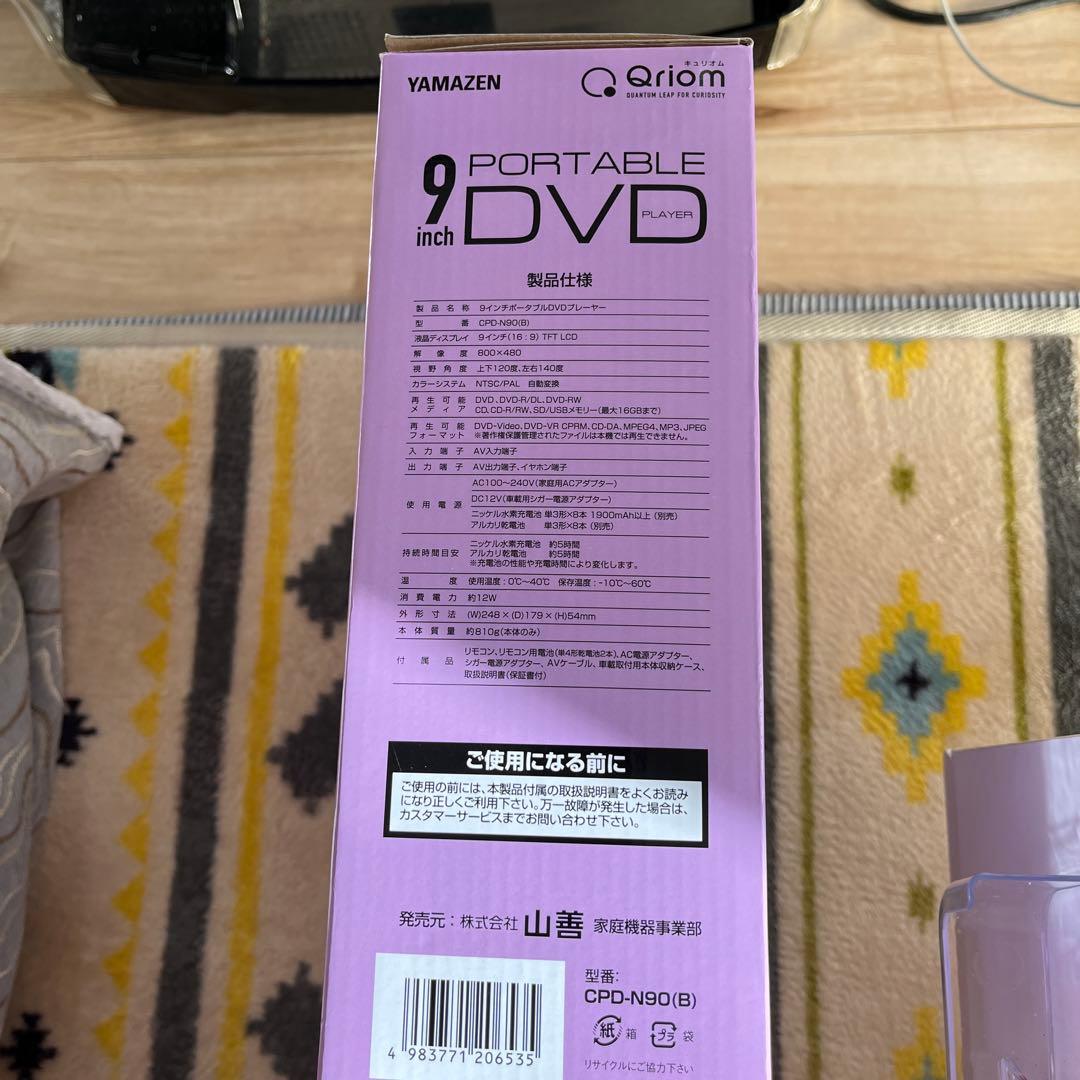 YAMAZEN
キュリオム
Qriom
QUANTUM LEAP FOR CURIOSITY
9 inch
PORTABLE
DVD PLAYER
製品仕様
製品名称 9インチポータブルDVDプレーヤー
型番 CPD-N90(B)
液晶ディスプレイ 9インチ(16:9) TFT LCD
解像度 800×480
視野角度 上下120度、左右140度
カラーシステム NTSC/PAL 自動変換
再生可能メディア DVD、DVD-R/DL、DVD-RW
CD、CD-R/RW、SD/USBメモリー(最大16GBまで)
再生可能フォーマット DVD-Video、DVD-VR CPRM、CD-DA、MPEG4、MP3、JPEG
※著作権保護管理されたファイルは本機では再生できません。
入力端子 AV入力端子
出力端子 AV出力端子、イヤホン端子
使用電源 AC100〜240V(家庭用ACアダプター)
DC12V(車載用シガー電源アダプター)
ニッケル水素充電池 単3形×8本 1900mAh以上(別売)
アルカリ乾電池 単3形×8本(別売)
持続時間目安 ニッケル水素充電池 約5時間
アルカリ乾電池 約5時間
※充電池の性能や充電時間により変化します。
温度 使用温度:0℃〜40℃ 保存温度:-10℃〜60℃
消費電力 約12W
外形寸法 (W)248×(D)179×(H)54mm
本体質量 約810g(本体のみ)
付属品 リモコン、リモコン用電池(単4形乾電池2本)、AC電源アダプター、
シガー電源アダプター、AVケーブル、車載取付用本体収納ケース、
取扱説明書(保証書付)
ご使用になる前に
ご使用の前には、本製品付属の取扱説明書をよくお読み
になり正しくご利用下さい。万一故障が発生した場合は、
カスタマーサービスまでお問い合わせ下さい。
発売元:株式会社 山善 家庭機器事業部
型番:
CPD-N90(B)
紙 箱 プラ 袋
リサイクルにご協力下さい
4 983771 206535